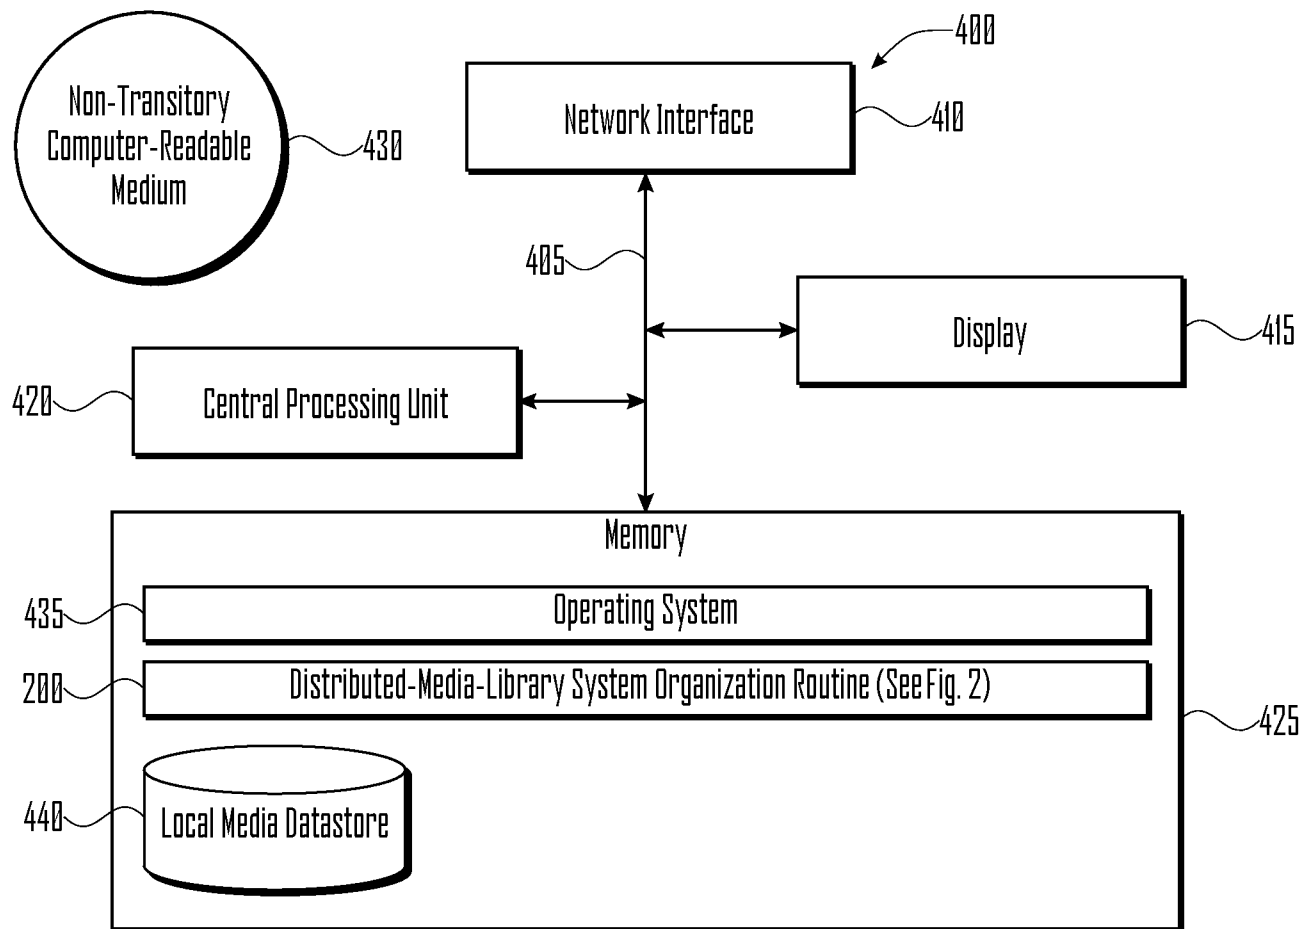 400
Non-Transitory
Computer-Readable
Medium
430
Network Interface
410
405
Display
415
420
Central Processing Unit
Memory
435
Operating System
200
Distributed-Media-Library System Organization Routine (See Fig. 2)
425
440
Local Media Datastore